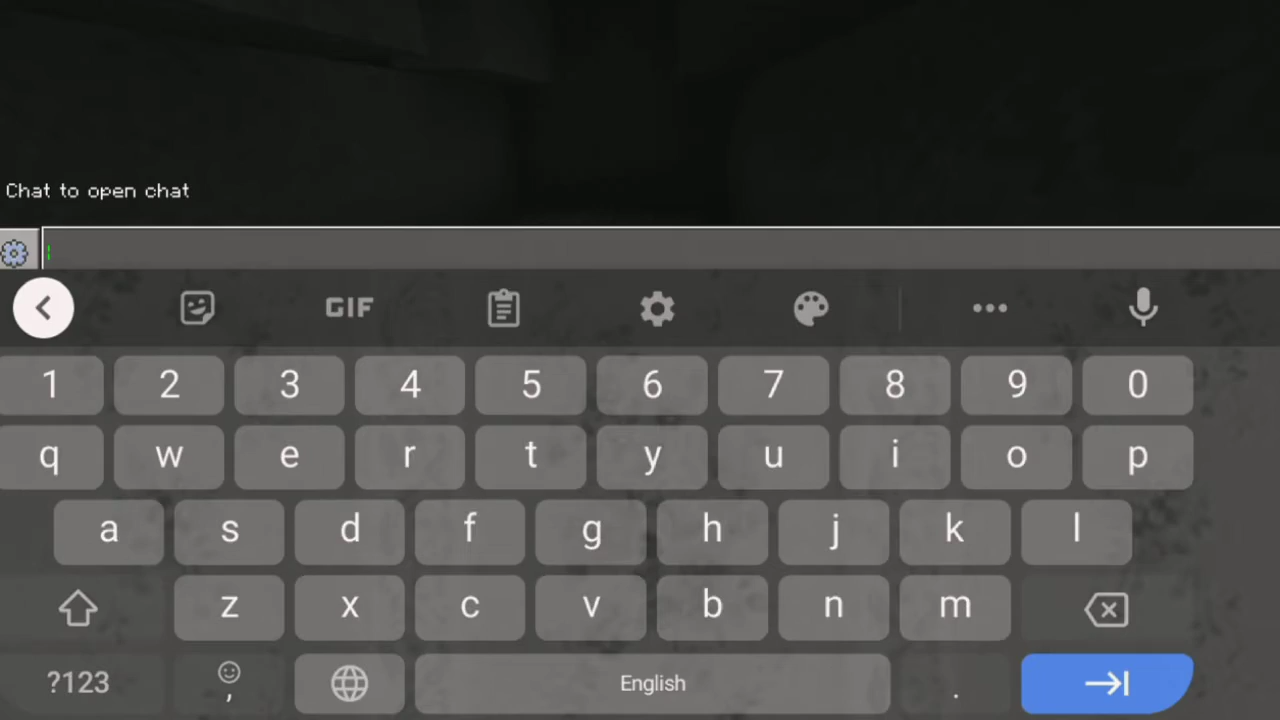 Chat to open chat
GIF
1 2 3 4 5 6 7 8 9 0
q w e r t y u i o p
a s d f g h j k l
z x c v b n m
?123 , English .